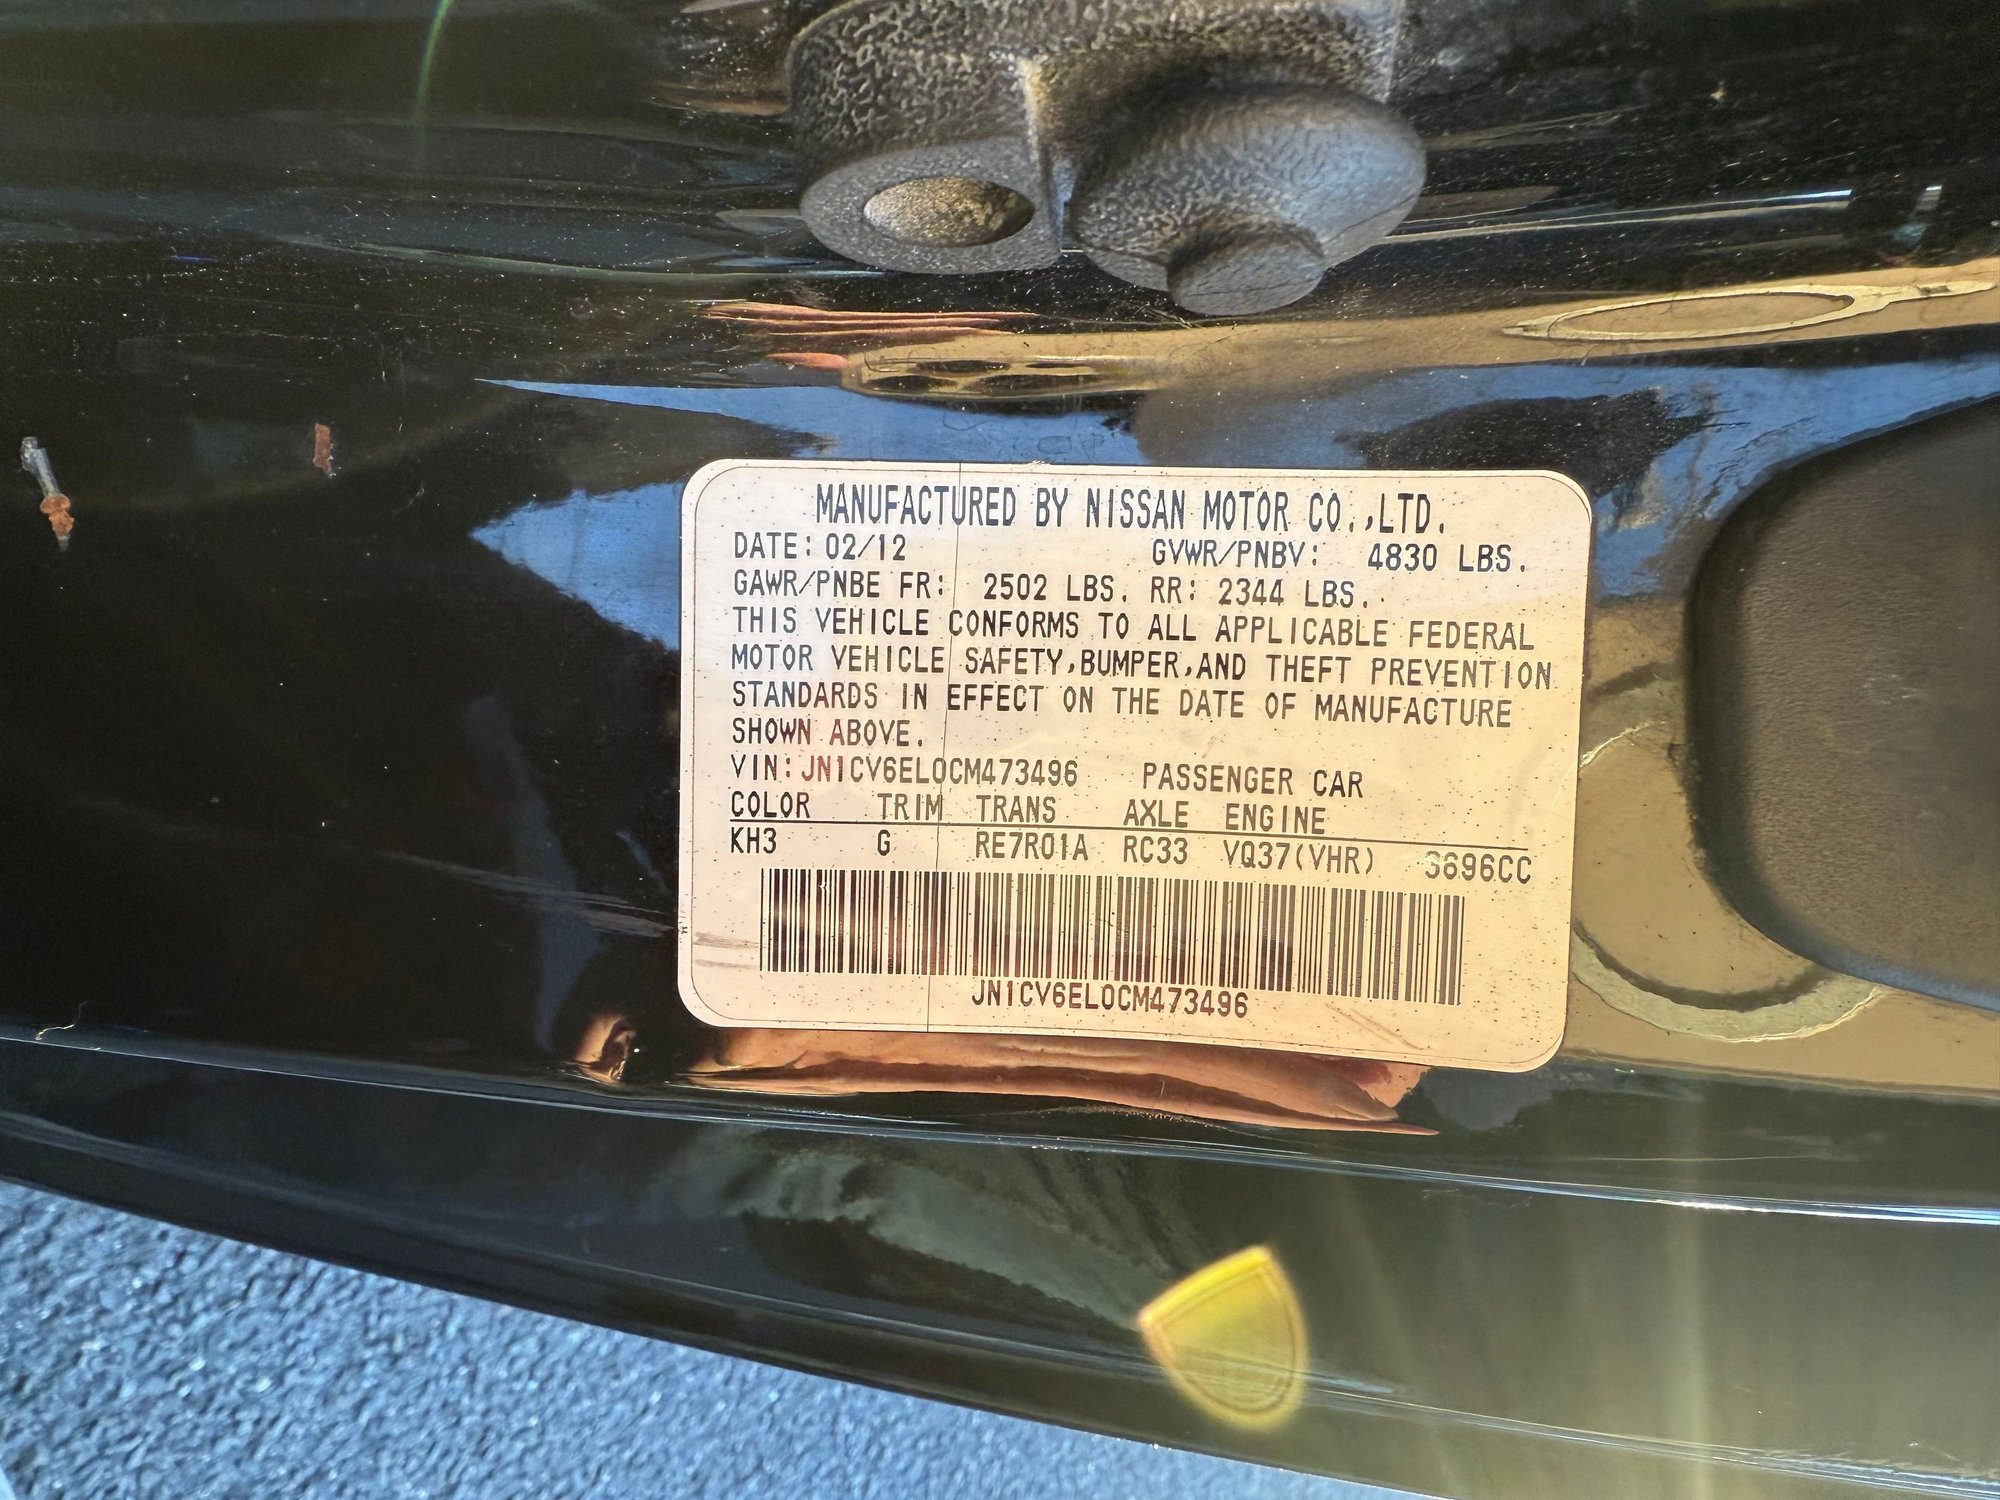 MANUFACTURED BY NISSAN MOTOR CO.,LTD.
DATE: 02/12 GVWR/PNBV: 4830 LBS.
GAWR/PNBE FR: 2502 LBS. RR: 2344 LBS.
THIS VEHICLE CONFORMS TO ALL APPLICABLE FEDERAL
MOTOR VEHICLE SAFETY,BUMPER,AND THEFT PREVENTION
STANDARDS IN EFFECT ON THE DATE OF MANUFACTURE
SHOWN ABOVE.
VIN: JN1CV6EL0CM473496 PASSENGER CAR
COLOR TRIM TRANS AXLE ENGINE
KH3 G RE7R01A RC33 VQ37(VHR) 3696CC
JN1CV6EL0CM473496